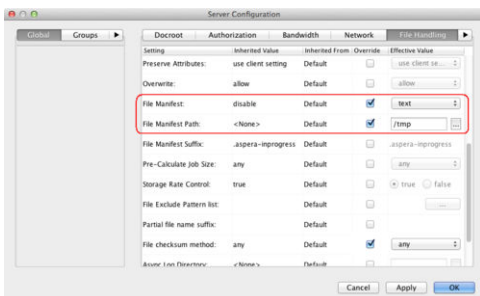 Server Configuration
Global Groups Docroot Authorization Bandwidth Network File Handling
Setting Inherited Value Inherited From Override Effective Value
Preserve Attributes: use client setting Default use client se...
Overwrite: allow Default allow
File Manifest: disable Default text
File Manifest Path: <None> Default /tmp ...
File Manifest Suffix: .aspera-inprogress Default .aspera-inprogress
Pre-Calculate Job Size: any Default any
Storage Rate Control: true Default true false
File Exclude Pattern list: Default ...
Partial file name suffix: Default
File checksum method: any Default any
Async Log Directory: <None> Default
Cancel Apply OK